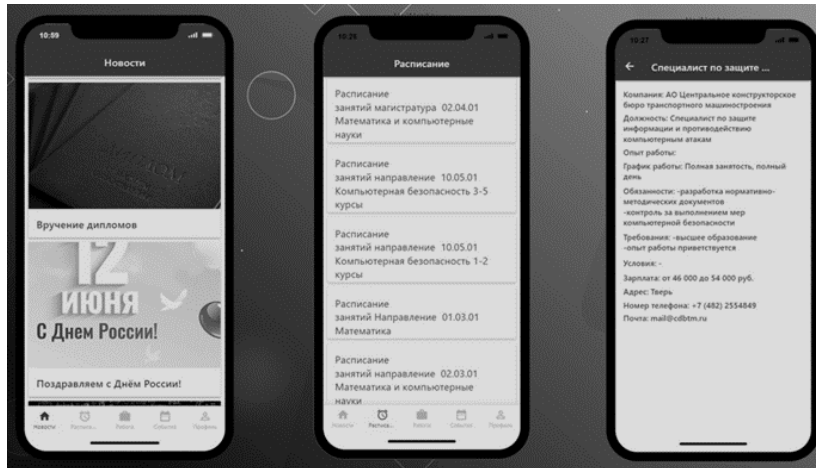 10:09
Новости
ДИПЛОМ
Вручение дипломов
12
ИЮНЯ
С Днем России!
Поздравляем с Днём России!
Новости
Расписа...
Работа
События
Профиль
10:26
Расписание
Расписание
занятий магистратура 02.04.01
Математика и компьютерные
науки
Расписание
занятий направление 10.05.01
Компьютерная безопасность 3-5
курсы
Расписание
занятий направление 10.05.01
Компьютерная безопасность 1-2
курсы
Расписание
занятий Направление 01.03.01
Математика
Расписание
занятий направление 02.03.01
Математика и компьютерные
науки
Новости
Расписа...
Работа
События
Профиль
10:27
Специалист по защите ...
Компания: АО Центральное конструкторское
бюро транспортного машиностроения
Должность: Специалист по защите
информации и противодействию
компьютерным атакам
Опыт работы:
График работы: Полная занятость, полный
день
Обязанности: -разработка нормативно-
методических документов
-контроль за выполнением мер
компьютерной безопасности
Требования: -высшее образование
-опыт работы приветствуется
Условия: -
Зарплата: от 46 000 до 54 000 руб.
Адрес: Тверь
Номер телефона: +7 (482) 2554849
Почта: mail@cdbtm.ru